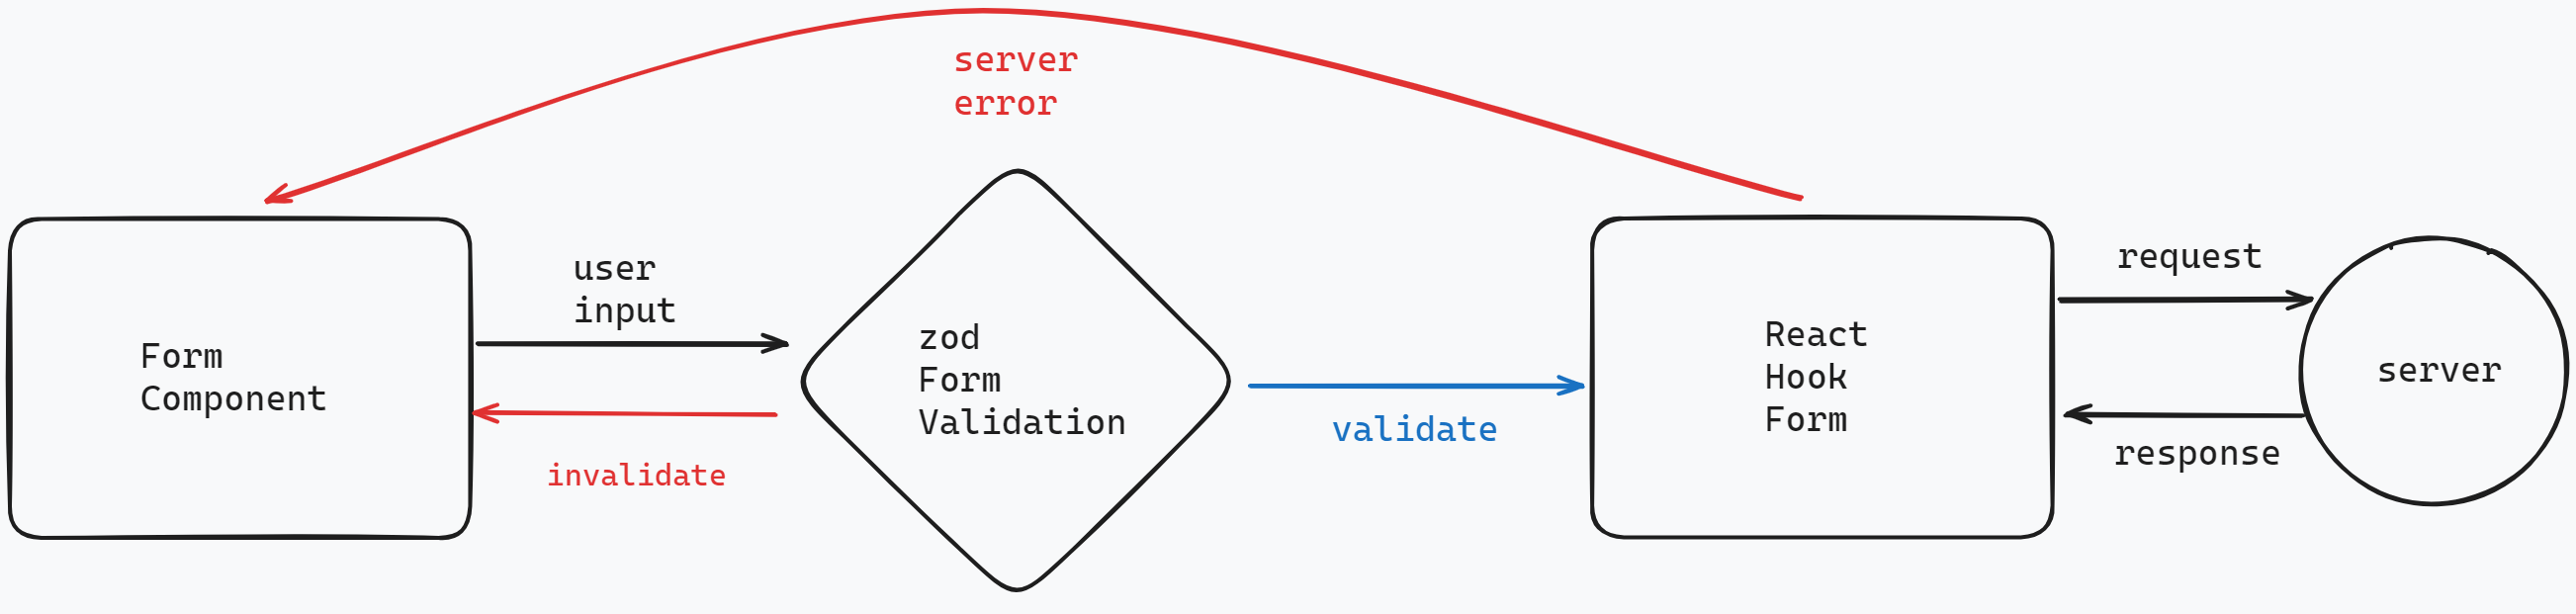 server
error
user
input
Form
Component
invalidate
zod
Form
Validation
validate
React
Hook
Form
request
response
server